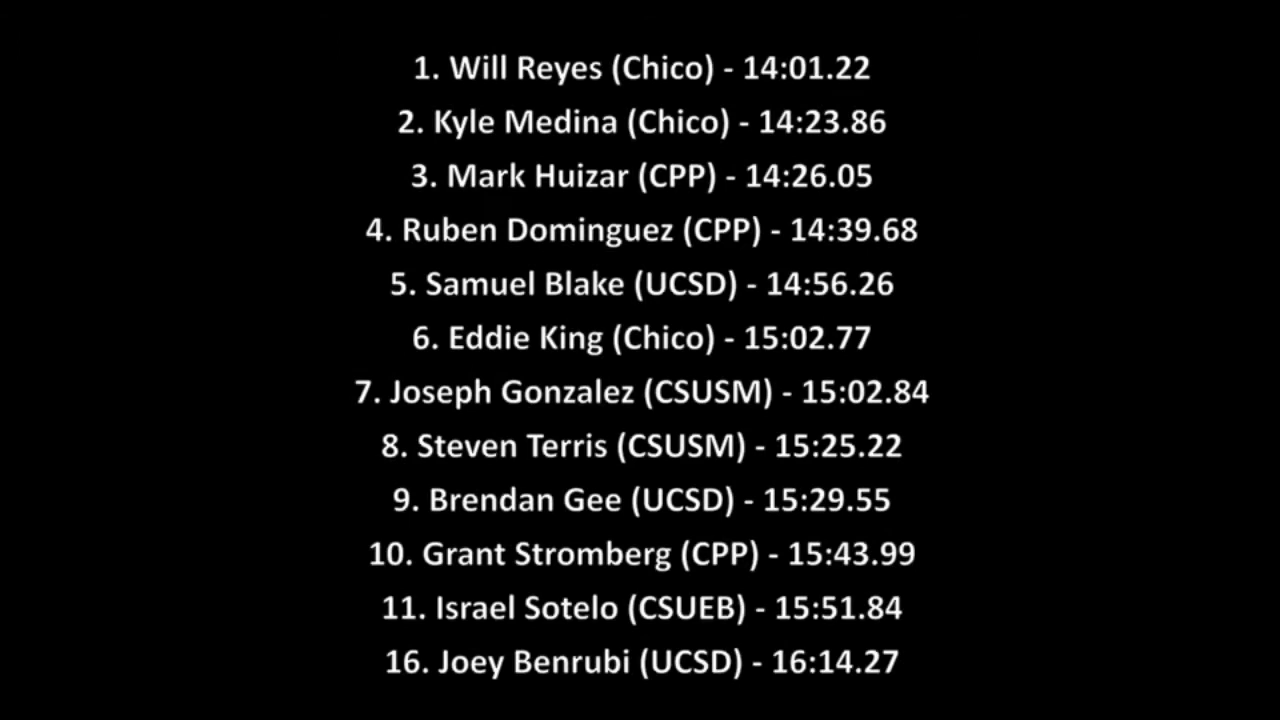 1. Will Reyes (Chico) - 14:01.22
2. Kyle Medina (Chico) - 14:23.86
3. Mark Huizar (CPP) - 14:26.05
4. Ruben Dominguez (CPP) - 14:39.68
5. Samuel Blake (UCSD) - 14:56.26
6. Eddie King (Chico) - 15:02.77
7. Joseph Gonzalez (CSUSM) - 15:02.84
8. Steven Terris (CSUSM) - 15:25.22
9. Brendan Gee (UCSD) - 15:29.55
10. Grant Stromberg (CPP) - 15:43.99
11. Israel Sotelo (CSUEB) - 15:51.84
16. Joey Benrubi (UCSD) - 16:14.27